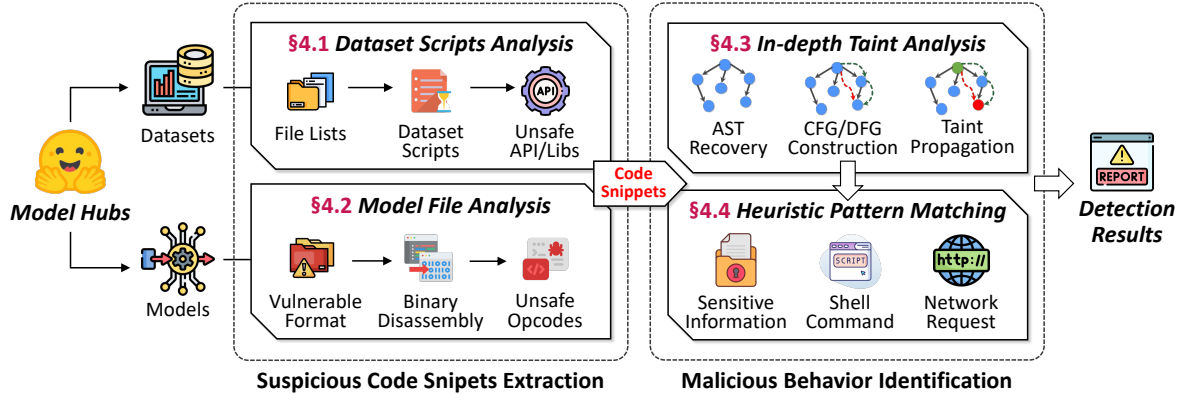 §4.1 Dataset Scripts Analysis
Datasets
File Lists
Dataset
Scripts
API
Unsafe
API/Libs
Model Hubs
§4.2 Model File Analysis
Models
Vulnerable
Format
Binary
Disassembly
Unsafe
Opcodes
Suspicious Code Snipets Extraction
Code
Snippets
§4.3 In-depth Taint Analysis
AST
Recovery
CFG/DFG
Construction
Taint
Propagation
§4.4 Heuristic Pattern Matching
Sensitive
Information
SCRIPT
Shell
Command
http://
Network
Request
Malicious Behavior Identification
REPORT
Detection
Results